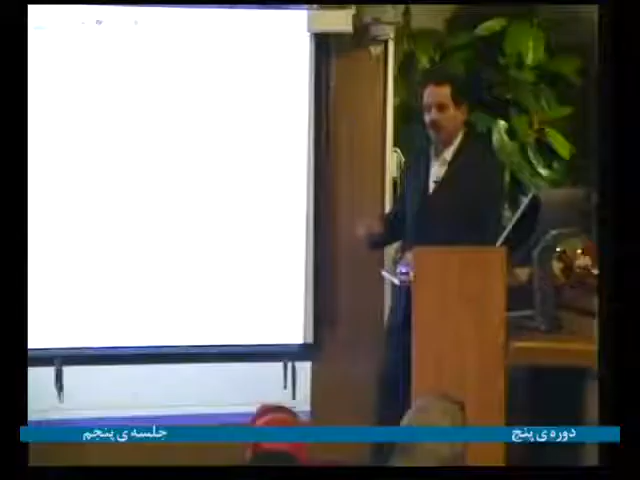 دوره ی پنج
جلسه ی پنجم